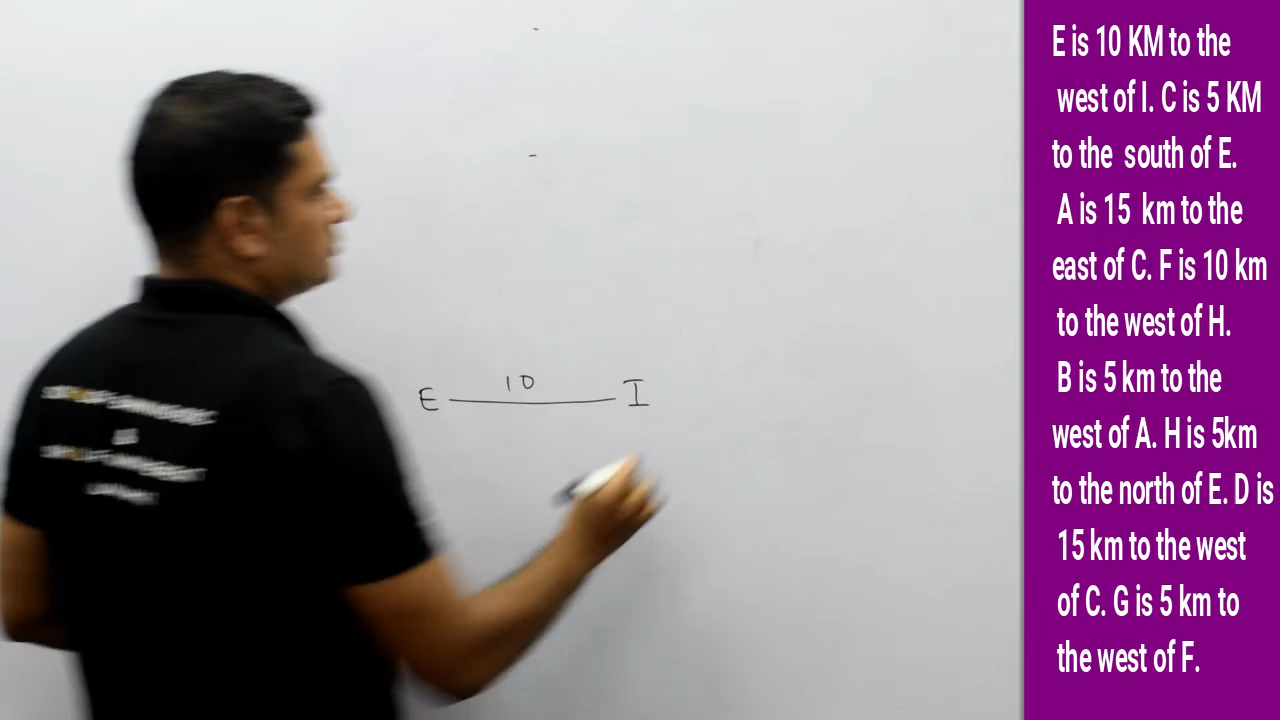 E is 10 KM to the
west of I. C is 5 KM
to the south of E.
A is 15 km to the
east of C. F is 10 km
to the west of H.
B is 5 km to the
west of A. H is 5km
to the north of E. D is
15 km to the west
of C. G is 5 km to
the west of F.
10
E I